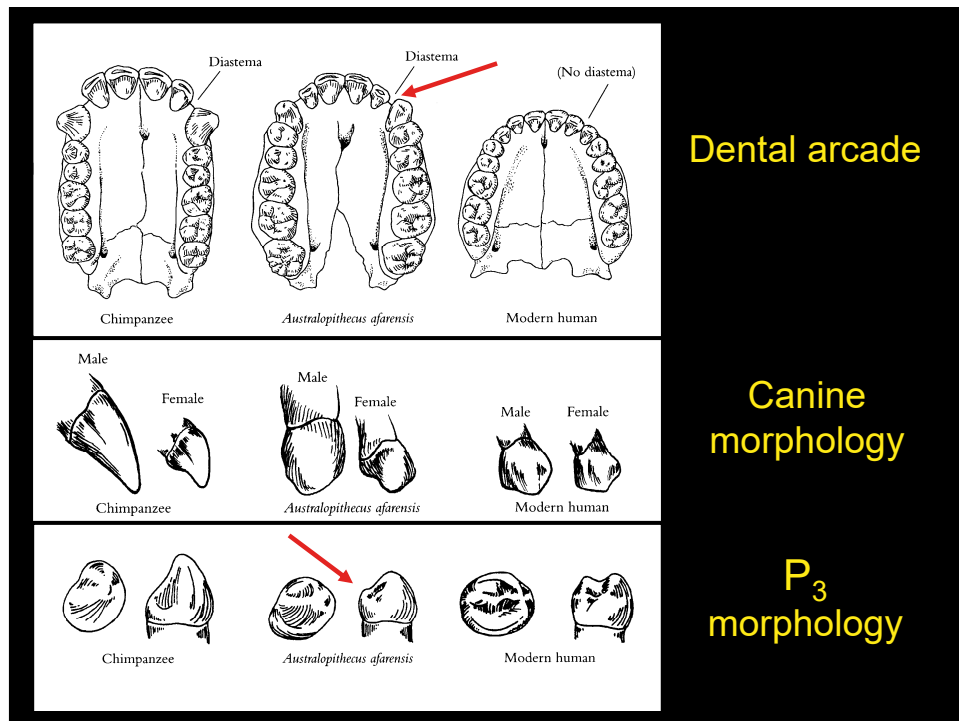 Diastema
Diastema
(No diastema)
Dental arcade
Chimpanzee
Australopithecus afarensis
Modern human
Male
Female
Male
Female
Male
Female
Canine
morphology
Chimpanzee
Australopithecus afarensis
Modern human
P3
morphology
Chimpanzee
Australopithecus afarensis
Modern human